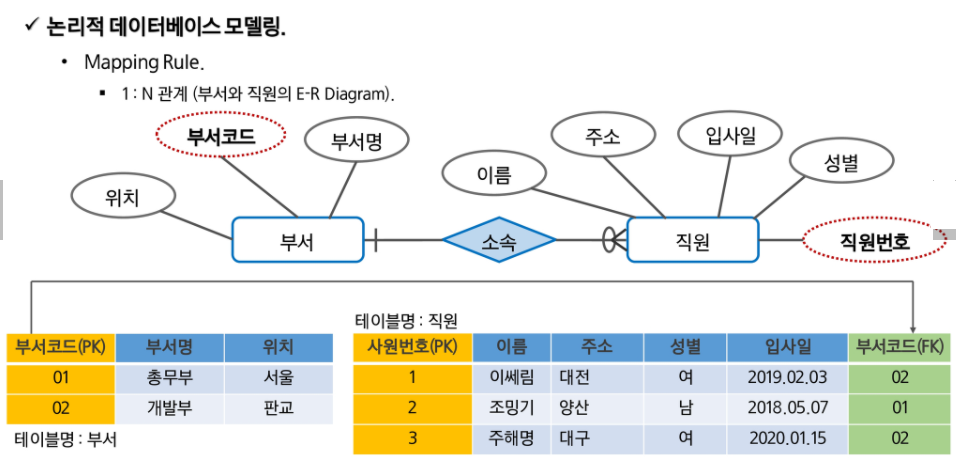 ✓ 논리적 데이터베이스 모델링.
• Mapping Rule.
▪ 1 : N 관계 (부서와 직원의 E-R Diagram).
부서코드
부서명
위치
부서
소속
이름
주소
입사일
성별
직원
직원번호
부서코드(PK) 부서명 위치
01 총무부 서울
02 개발부 판교
테이블명 : 부서
테이블명 : 직원
사원번호(PK) 이름 주소 성별 입사일 부서코드(FK)
1 이쎄림 대전 여 2019.02.03 02
2 조밍기 양산 남 2018.05.07 01
3 주해명 대구 여 2020.01.15 02